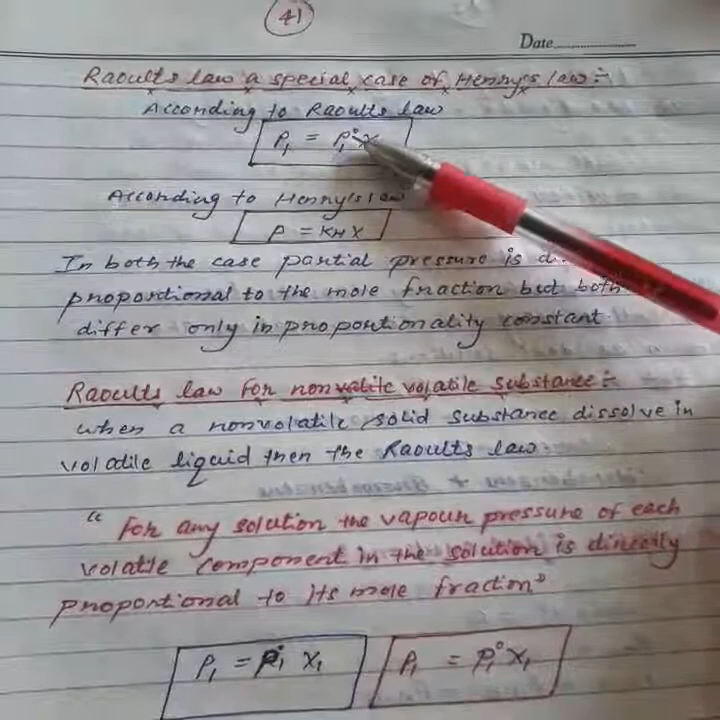 41
Date
Raoults law a special case of Henry's law ÷
According to Raoults law
P₁ = P₁° X
According to Henry's law
P = KH X
In both the case partial pressure is
proportional to the mole fraction but both
differ only in proportionality constant.
Raoults law for nonvolatile volatile substance ÷
when a nonvolatile solid substance dissolve in
volatile liquid then the Raoults law.
“ For any solution the vapour pressure of each
volatile component in the solution is directly
proportional to its mole fraction”
P₁ = P₁° X₁
P₁ = P₁° X₁